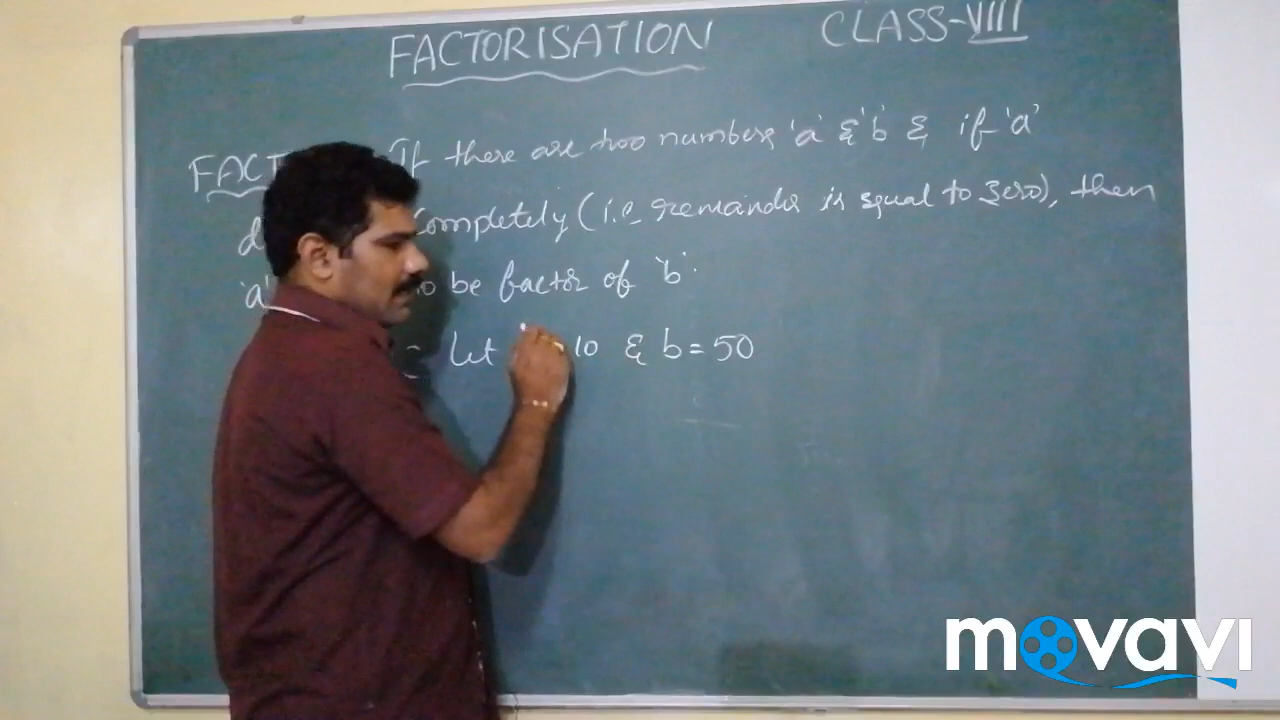 FACTORISATION CLASS-VIII
If there are two numbers 'a' & 'b' & if 'a'
completely (i.e remainder is equal to zero), then
'a' be factor of 'b'.
Let 10 & b = 50
movavi